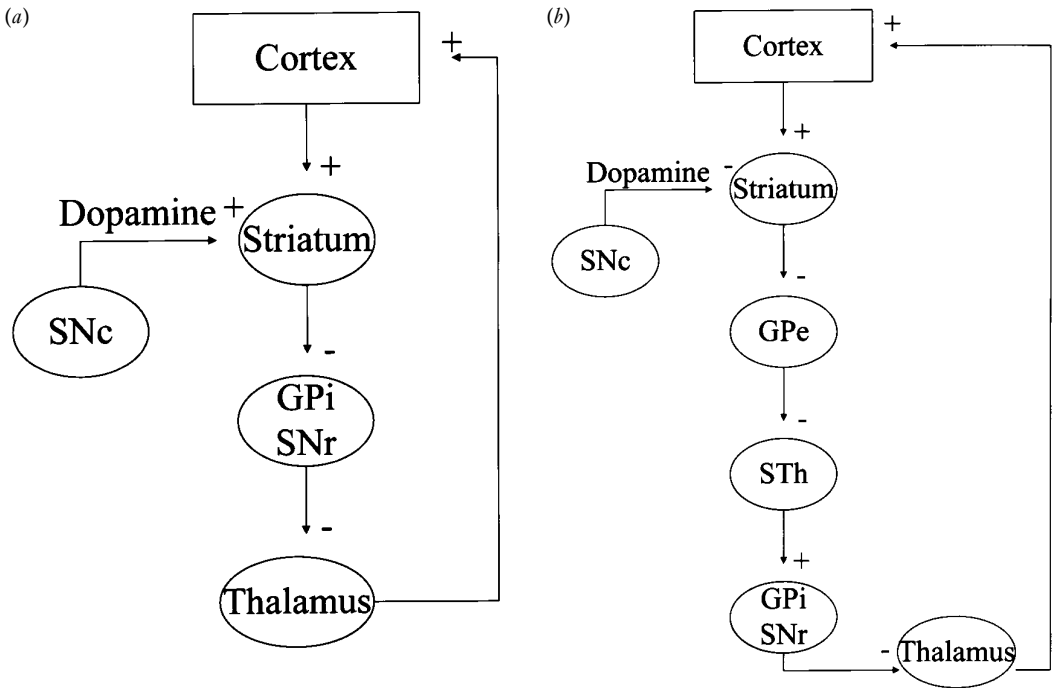 (a)
Cortex
+
+
Dopamine +
Striatum
SNc
-
GPi
SNr
-
Thalamus
(b)
Cortex
+
+
Dopamine -
Striatum
SNc
-
GPe
-
STh
+
GPi
SNr
-
Thalamus